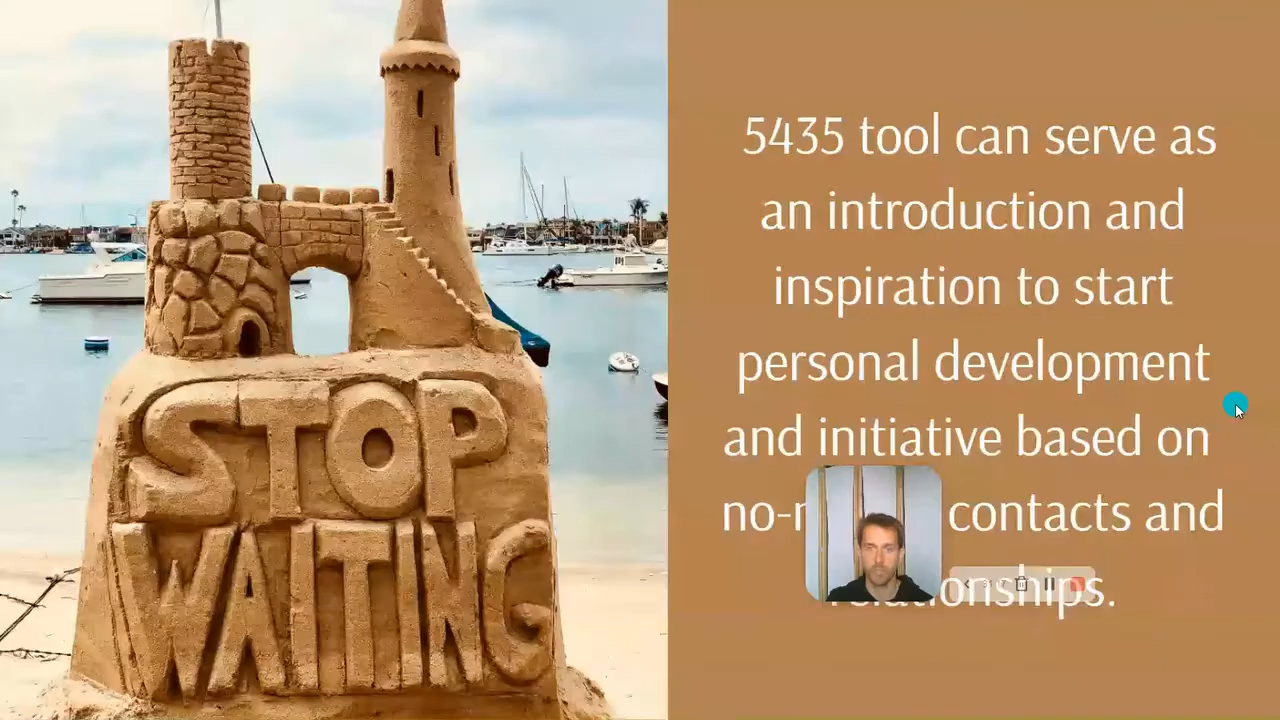 STOP
WAITING
5435 tool can serve as
an introduction and
inspiration to start
personal development
and initiative based on
contacts and
relationships.